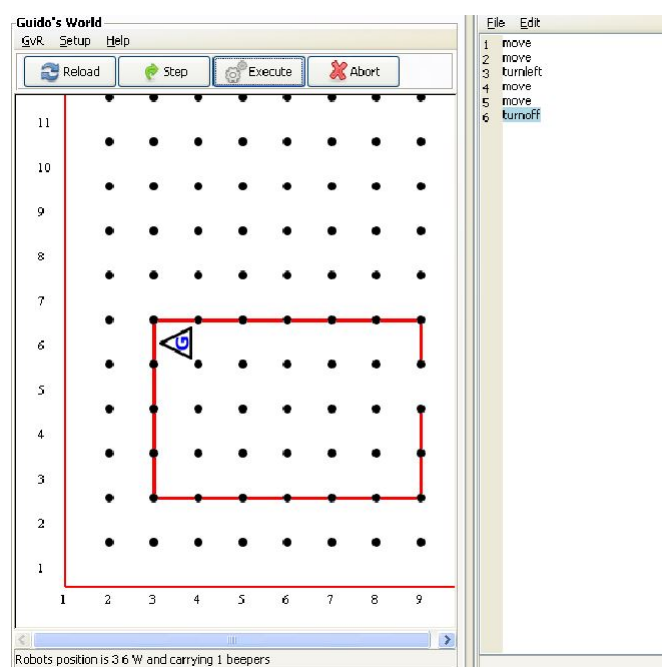 Guido's World
GvR Setup Help
Reload Step Execute Abort
11
10
9
8
7
6
5
4
3
2
1
G
1 2 3 4 5 6 7 8 9
Robots position is 3 6 W and carrying 1 beepers
File Edit
1 move
2 move
3 turnleft
4 move
5 move
6 turnoff